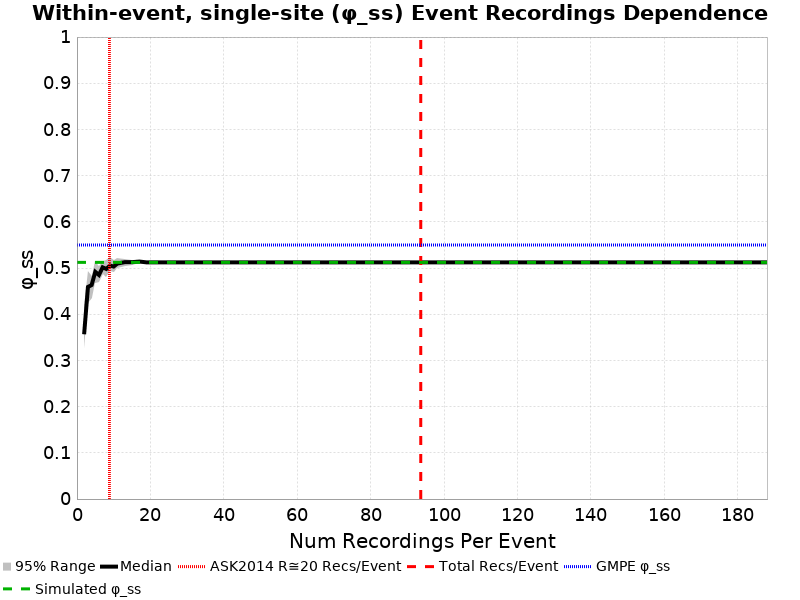 Within-event, single-site (φ_ss) Event Recordings Dependence
1
0.9
0.8
0.7
0.6
0.5
0.4
0.3
0.2
0.1
0
φ_ss
0 20 40 60 80 100 120 140 160 180
Num Recordings Per Event
95% Range Median ASK2014 R≅20 Recs/Event Total Recs/Event GMPE φ_ss
Simulated φ_ss